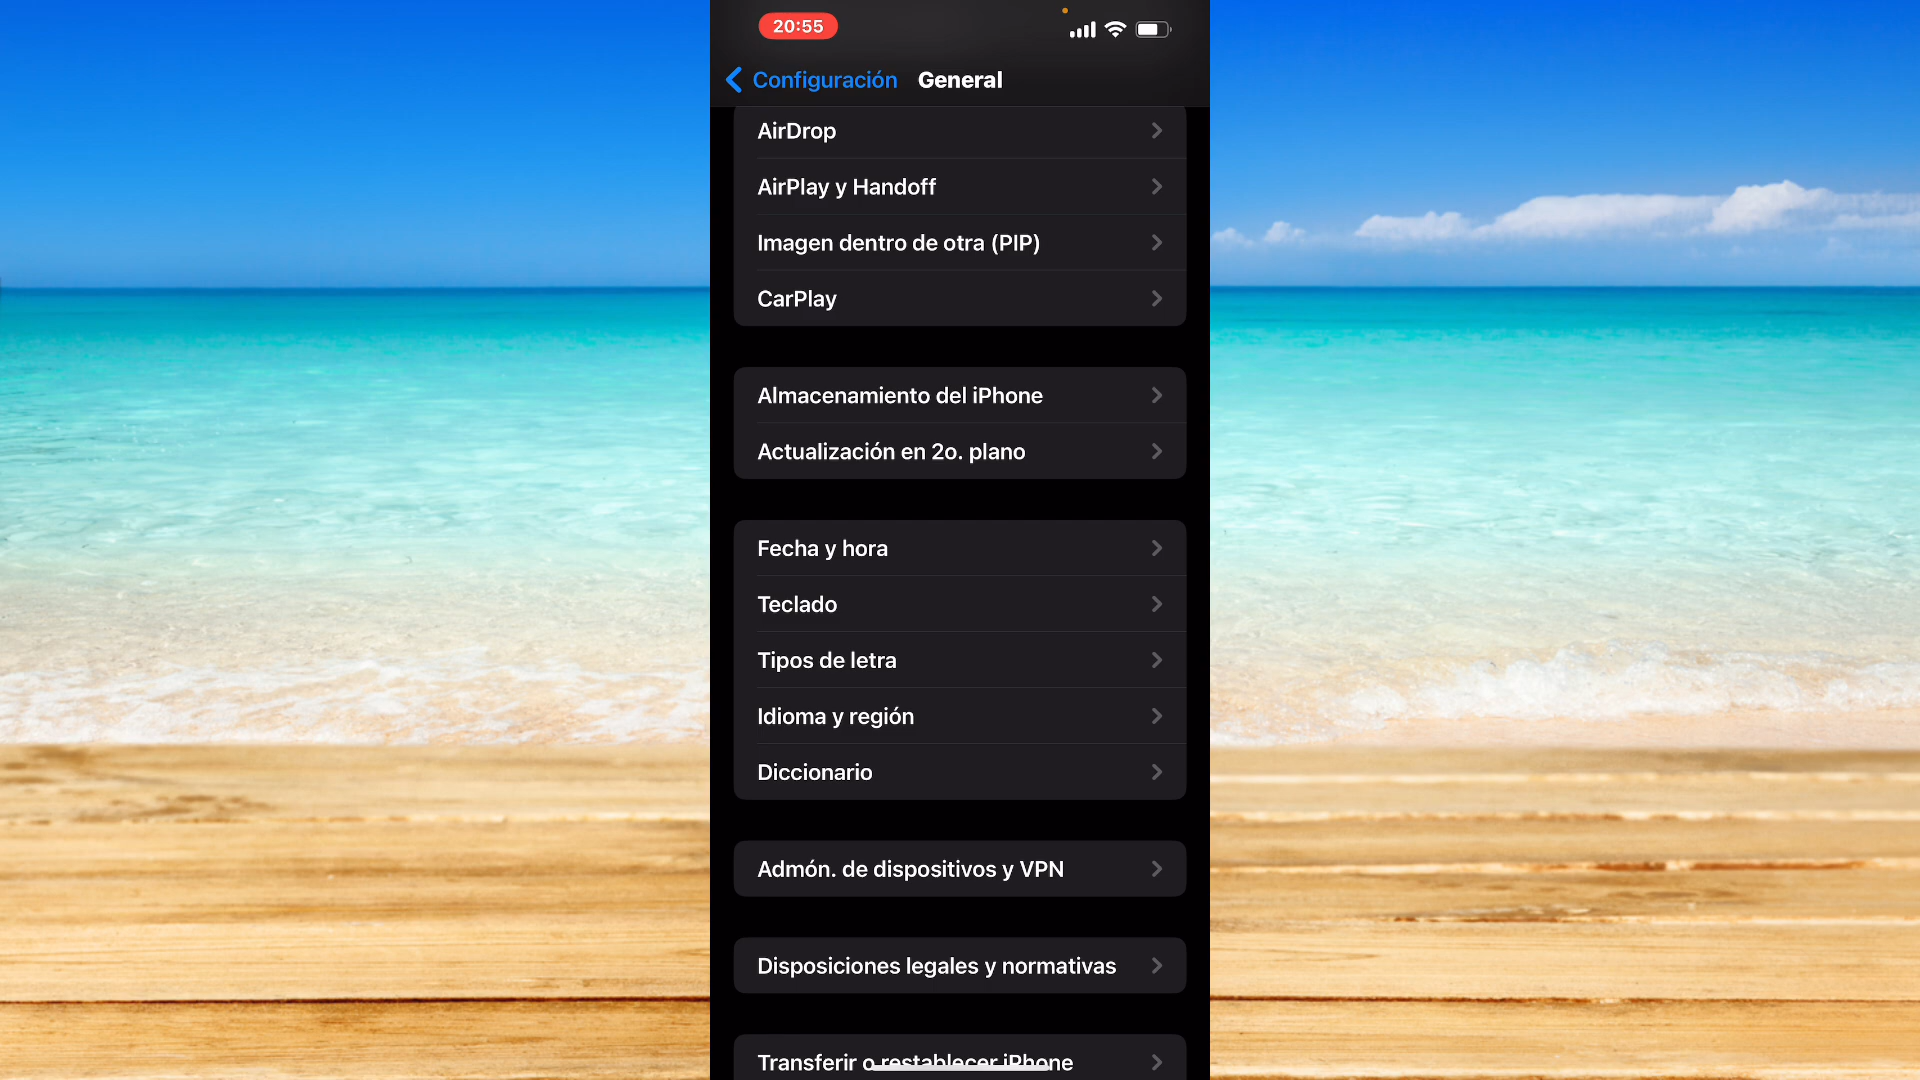 20:55
Configuración General
AirDrop
AirPlay y Handoff
Imagen dentro de otra (PIP)
CarPlay
Almacenamiento del iPhone
Actualización en 2o. plano
Fecha y hora
Teclado
Tipos de letra
Idioma y región
Diccionario
Admón. de dispositivos y VPN
Disposiciones legales y normativas
Transferir o restablecer iPhone